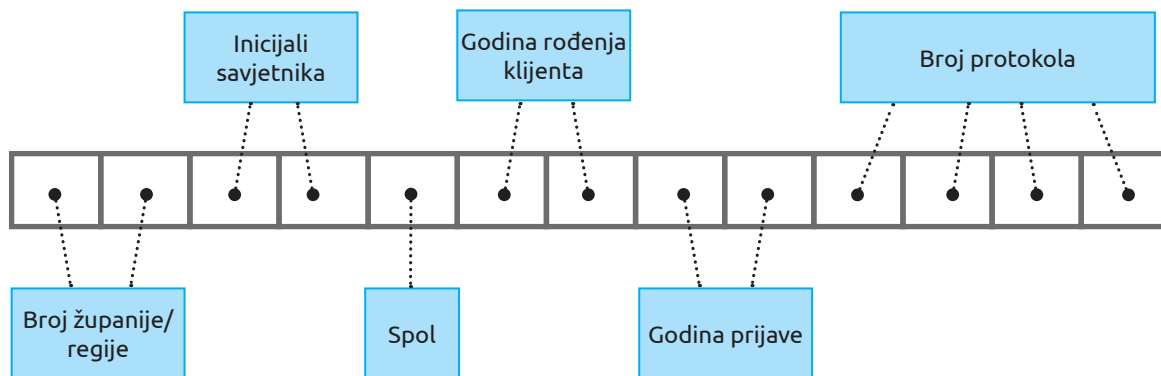 Inicijali
savjetnika
Godina rođenja
klijenta
Broj protokola
Broj županije/
regije
Spol
Godina prijave